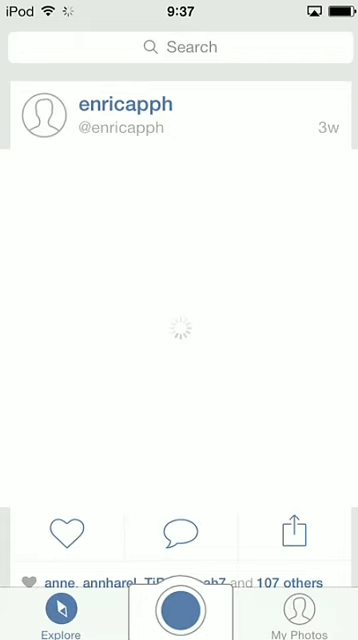 iPod 9:37
Search
enricapph
@enricapph 3w
anne, annharel, and 107 others
Explore
My Photos